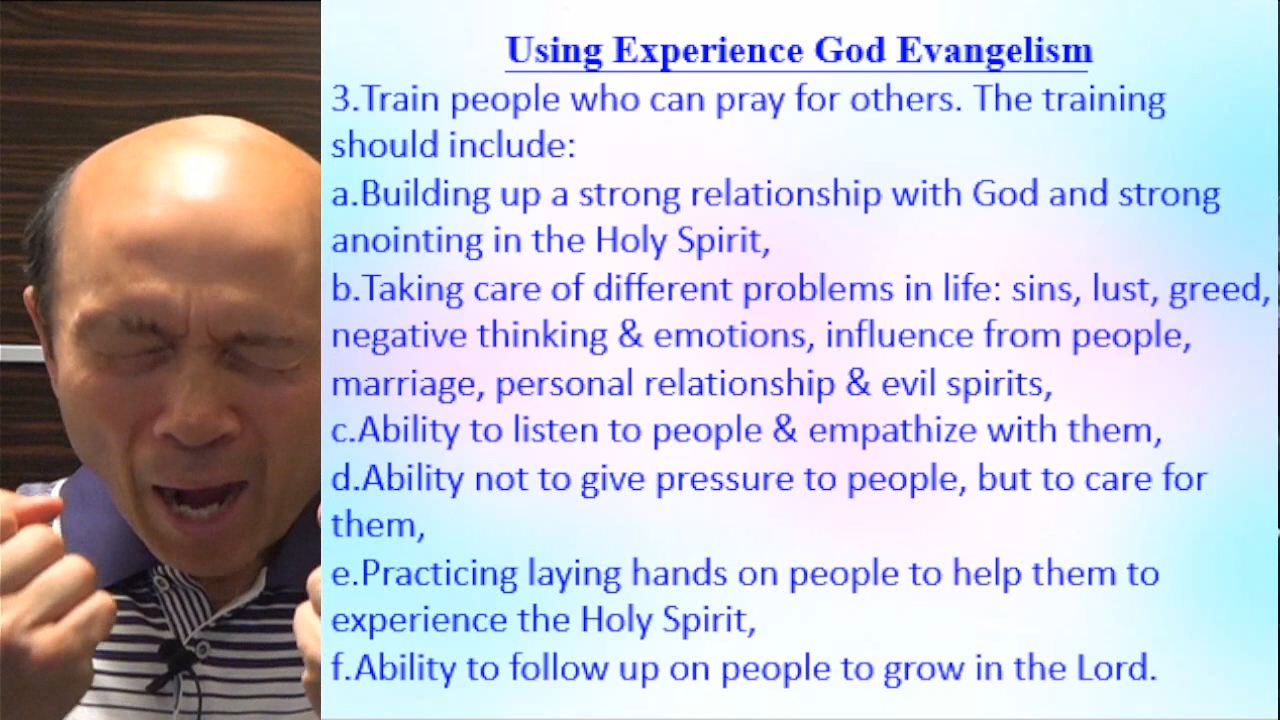 Using Experience God Evangelism
3.Train people who can pray for others. The training
should include:
a.Building up a strong relationship with God and strong
anointing in the Holy Spirit,
b.Taking care of different problems in life: sins, lust, greed,
negative thinking & emotions, influence from people,
marriage, personal relationship & evil spirits,
c.Ability to listen to people & empathize with them,
d.Ability not to give pressure to people, but to care for
them,
e.Practicing laying hands on people to help them to
experience the Holy Spirit,
f.Ability to follow up on people to grow in the Lord.